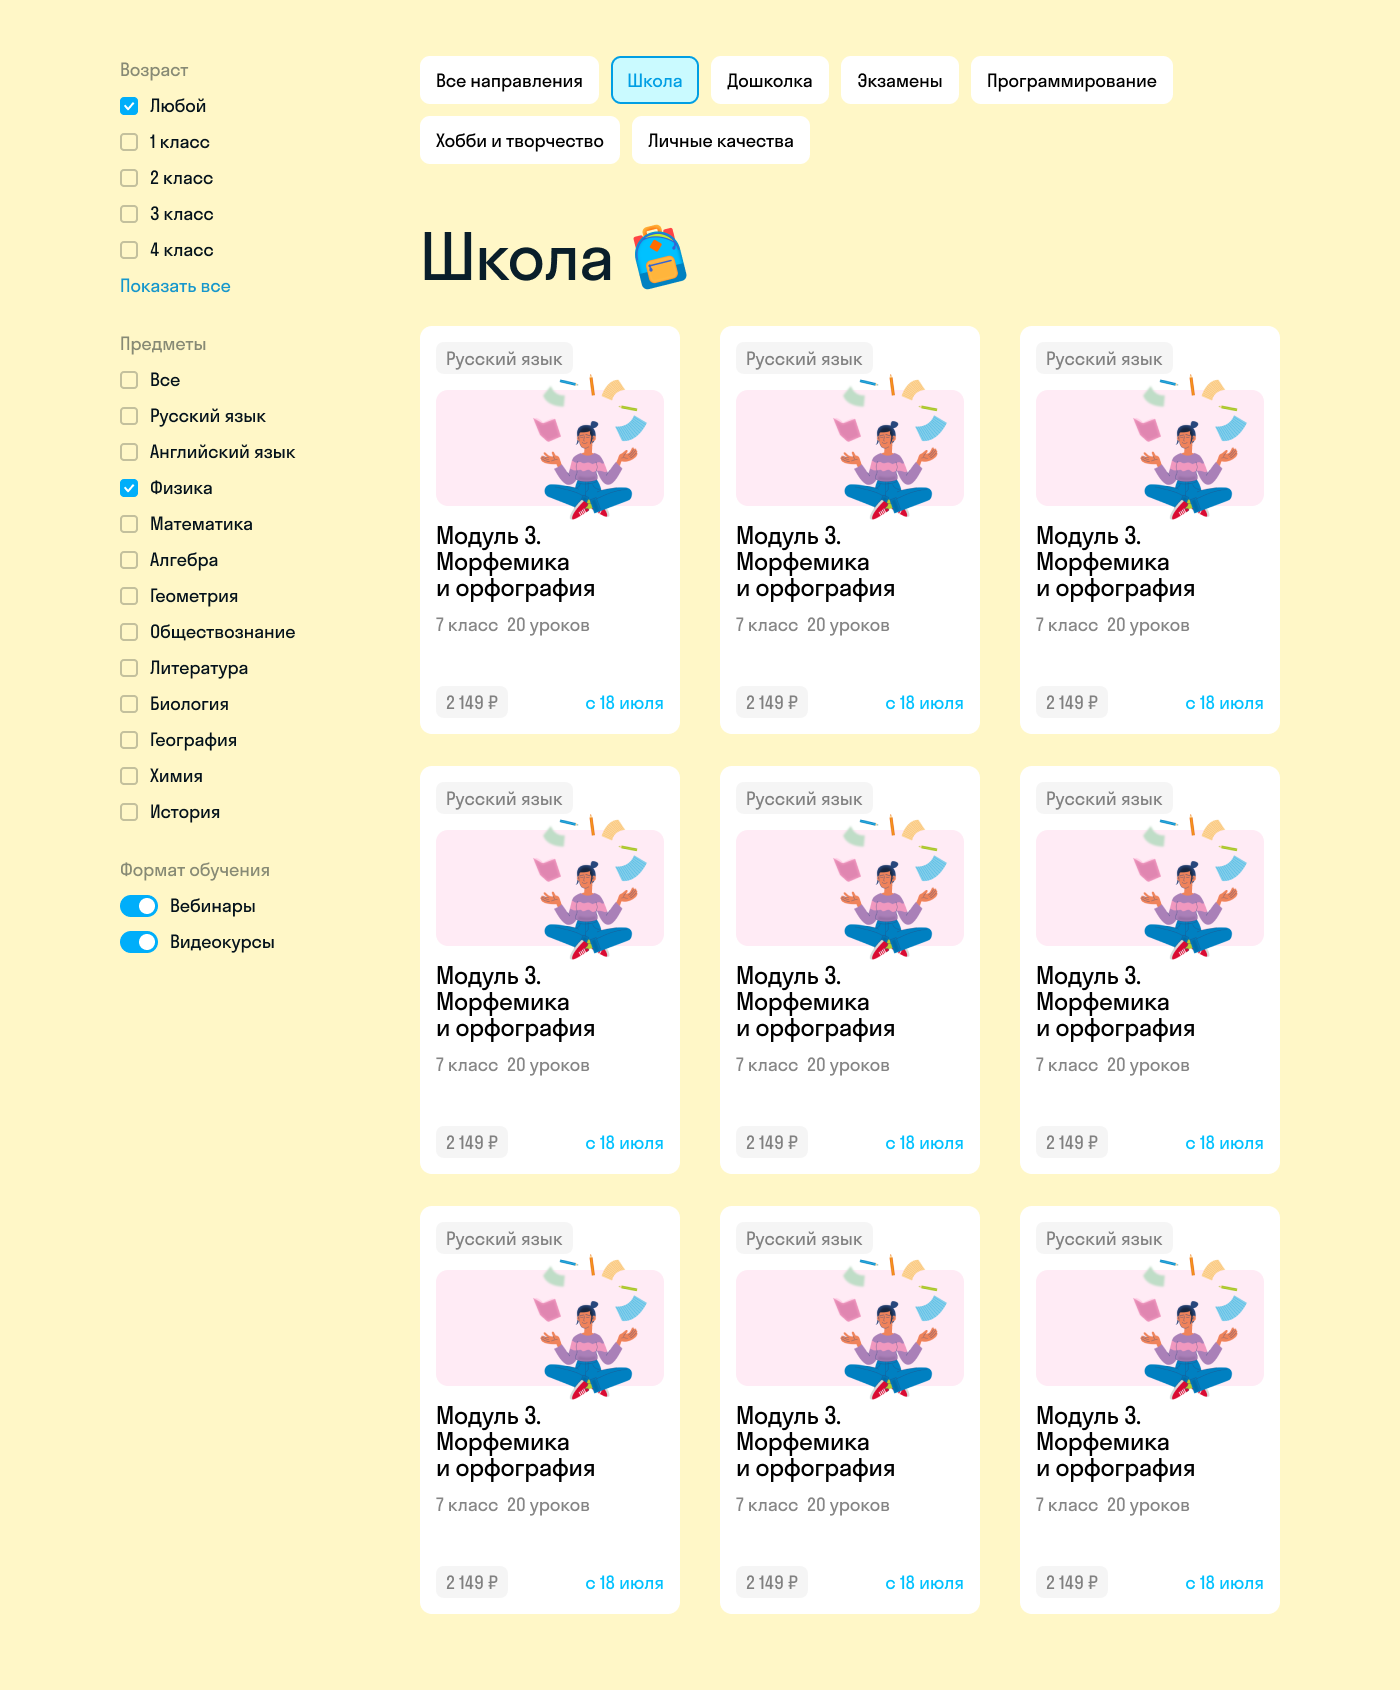 Возраст
Любой
1 класс
2 класс
3 класс
4 класс
Показать все
Предметы
Все
Русский язык
Английский язык
Физика
Математика
Алгебра
Геометрия
Обществознание
Литература
Биология
География
Химия
История
Формат обучения
Вебинары
Видеокурсы
Все направления
Школа
Дошколка
Экзамены
Программирование
Хобби и творчество
Личные качества
Школа
Русский язык
Модуль 3.
Морфемика
и орфография
7 класс 20 уроков
2 149 ₽
с 18 июля
Русский язык
Модуль 3.
Морфемика
и орфография
7 класс 20 уроков
2 149 ₽
с 18 июля
Русский язык
Модуль 3.
Морфемика
и орфография
7 класс 20 уроков
2 149 ₽
с 18 июля
Русский язык
Модуль 3.
Морфемика
и орфография
7 класс 20 уроков
2 149 ₽
с 18 июля
Русский язык
Модуль 3.
Морфемика
и орфография
7 класс 20 уроков
2 149 ₽
с 18 июля
Русский язык
Модуль 3.
Морфемика
и орфография
7 класс 20 уроков
2 149 ₽
с 18 июля
Русский язык
Модуль 3.
Морфемика
и орфография
7 класс 20 уроков
2 149 ₽
с 18 июля
Русский язык
Модуль 3.
Морфемика
и орфография
7 класс 20 уроков
2 149 ₽
с 18 июля
Русский язык
Модуль 3.
Морфемика
и орфография
7 класс 20 уроков
2 149 ₽
с 18 июля